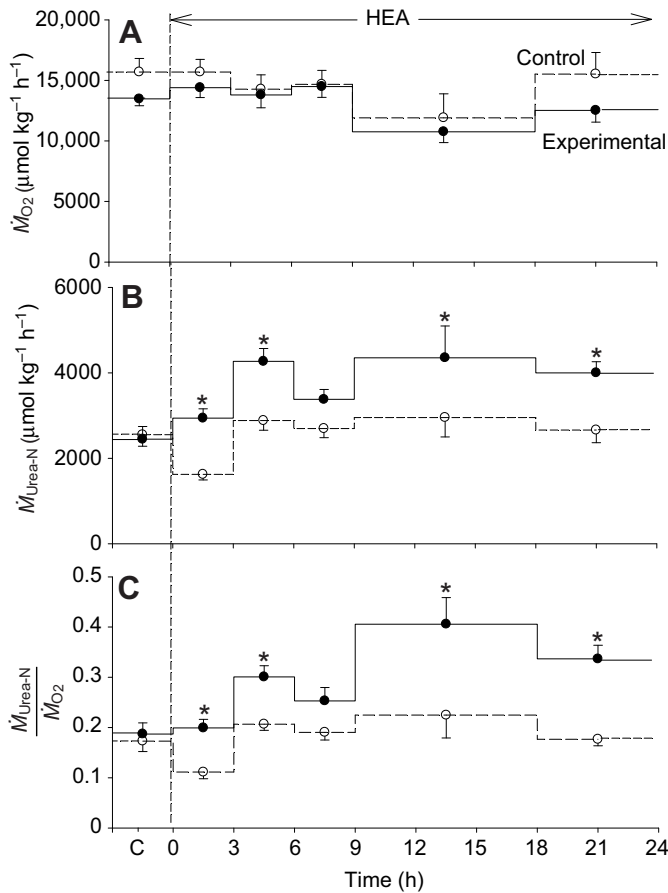 HEA
A
20,000
15,000
10,000
5000
0
ṀO2 (µmol kg−1 h−1)
Control
Experimental
B
6000
4000
2000
0
ṀUrea-N (µmol kg−1 h−1)
*
*
*
*
C
0.5
0.4
0.3
0.2
0.1
0
ṀUrea-N
ṀO2
*
*
*
*
C 0 3 6 9 12 15 18 21 24
Time (h)